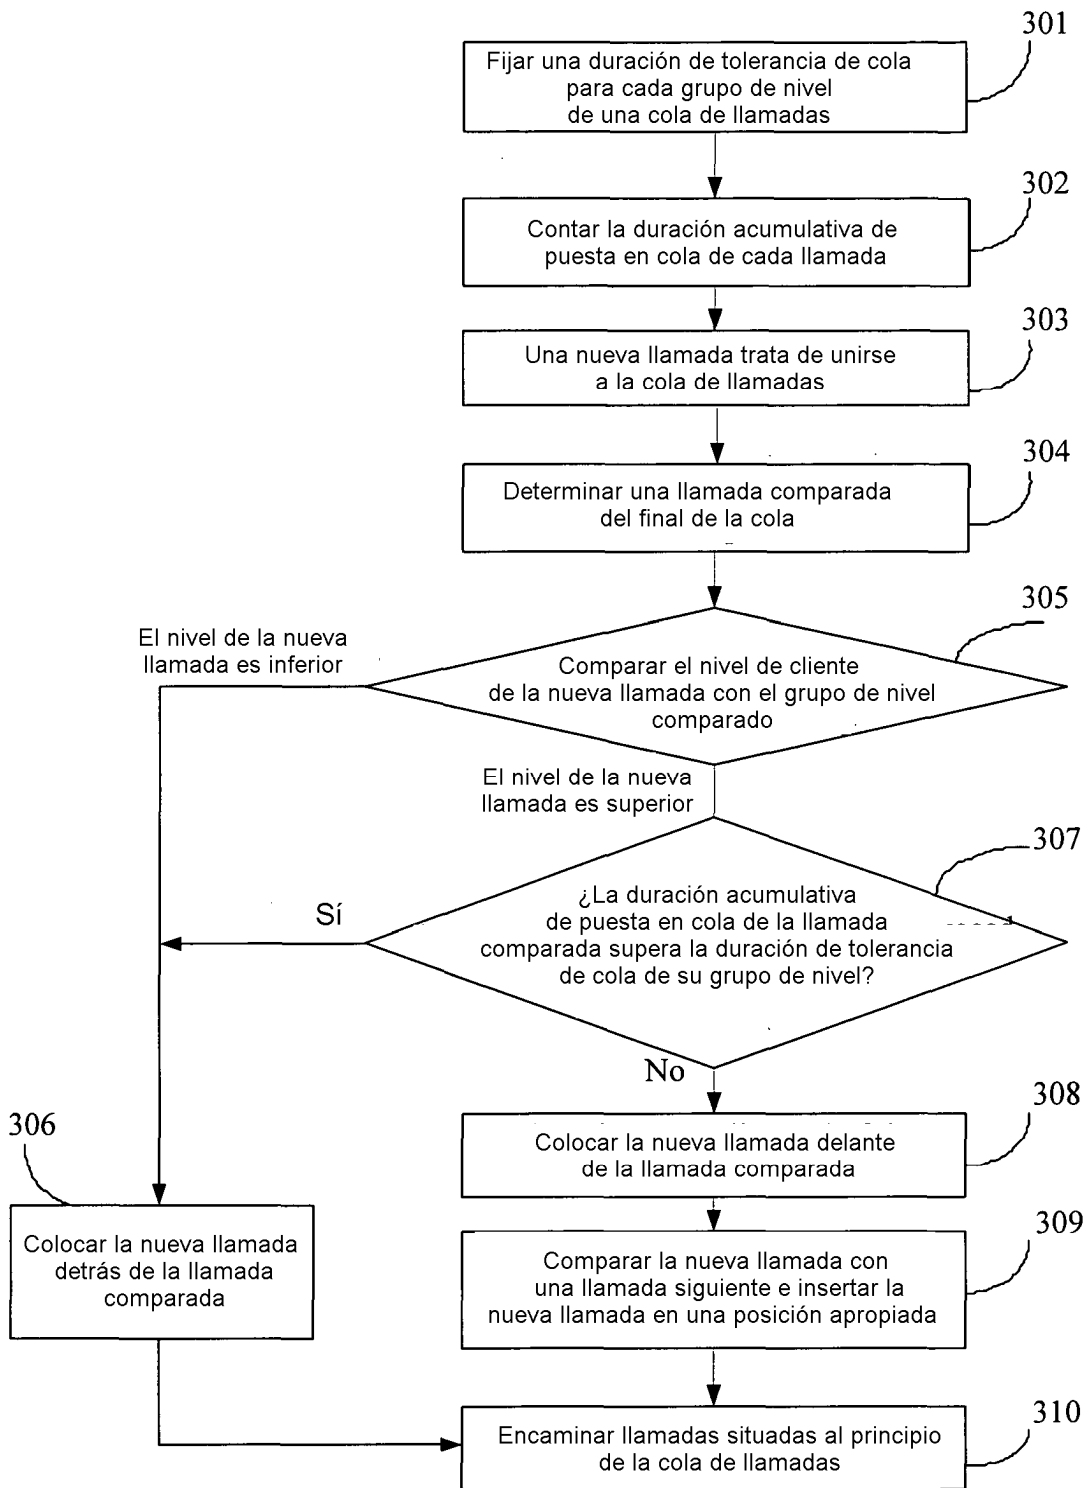 301
Fijar una duración de tolerancia de cola
para cada grupo de nivel
de una cola de llamadas
302
Contar la duración acumulativa de
puesta en cola de cada llamada
303
Una nueva llamada trata de unirse
a la cola de llamadas
304
Determinar una llamada comparada
del final de la cola
305
El nivel de la nueva
llamada es inferior
Comparar el nivel de cliente
de la nueva llamada con el grupo de nivel
comparado
El nivel de la nueva
llamada es superior
307
¿La duración acumulativa
de puesta en cola de la llamada
comparada supera la duración de tolerancia
de cola de su grupo de nivel?
Sí
No
308
Colocar la nueva llamada delante
de la llamada comparada
306
Colocar la nueva llamada
detrás de la llamada
comparada
309
Comparar la nueva llamada con
una llamada siguiente e insertar la
nueva llamada en una posición apropiada
310
Encaminar llamadas situadas al principio
de la cola de llamadas